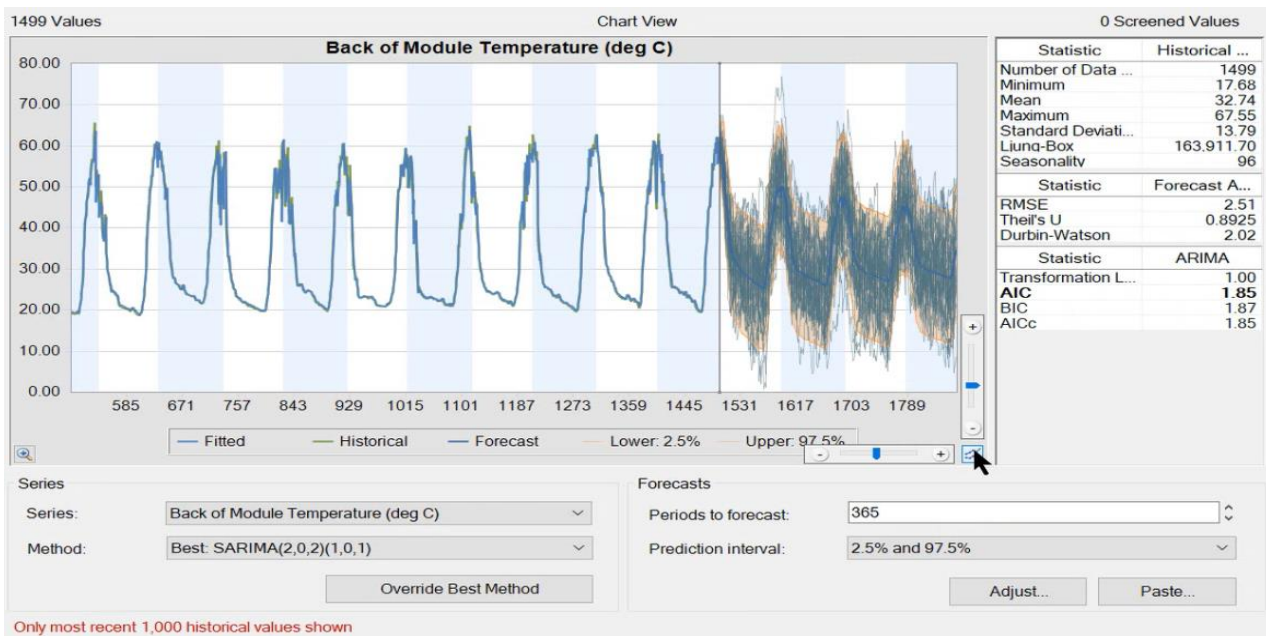 1499 Values
Chart View
0 Screened Values
Back of Module Temperature (deg C)
80.00
70.00
60.00
50.00
40.00
30.00
20.00
10.00
0.00
585 671 757 843 929 1015 1101 1187 1273 1359 1445 1531 1617 1703 1789
Fitted Historical Forecast Lower: 2.5% Upper: 97.5%
+
-
- +
Statistic Historical ...
Number of Data ... 1499
Minimum 17.68
Mean 32.74
Maximum 67.55
Standard Deviati... 13.79
Ljung-Box 163,911.70
Seasonality 96
Statistic Forecast A...
RMSE 2.51
Theil's U 0.8925
Durbin-Watson 2.02
Statistic ARIMA
Transformation L... 1.00
AIC 1.85
BIC 1.87
AICc 1.85
Series
Series: Back of Module Temperature (deg C)
Method: Best: SARIMA(2,0,2)(1,0,1)
Override Best Method
Forecasts
Periods to forecast: 365
Prediction interval: 2.5% and 97.5%
Adjust... Paste...
Only most recent 1,000 historical values shown